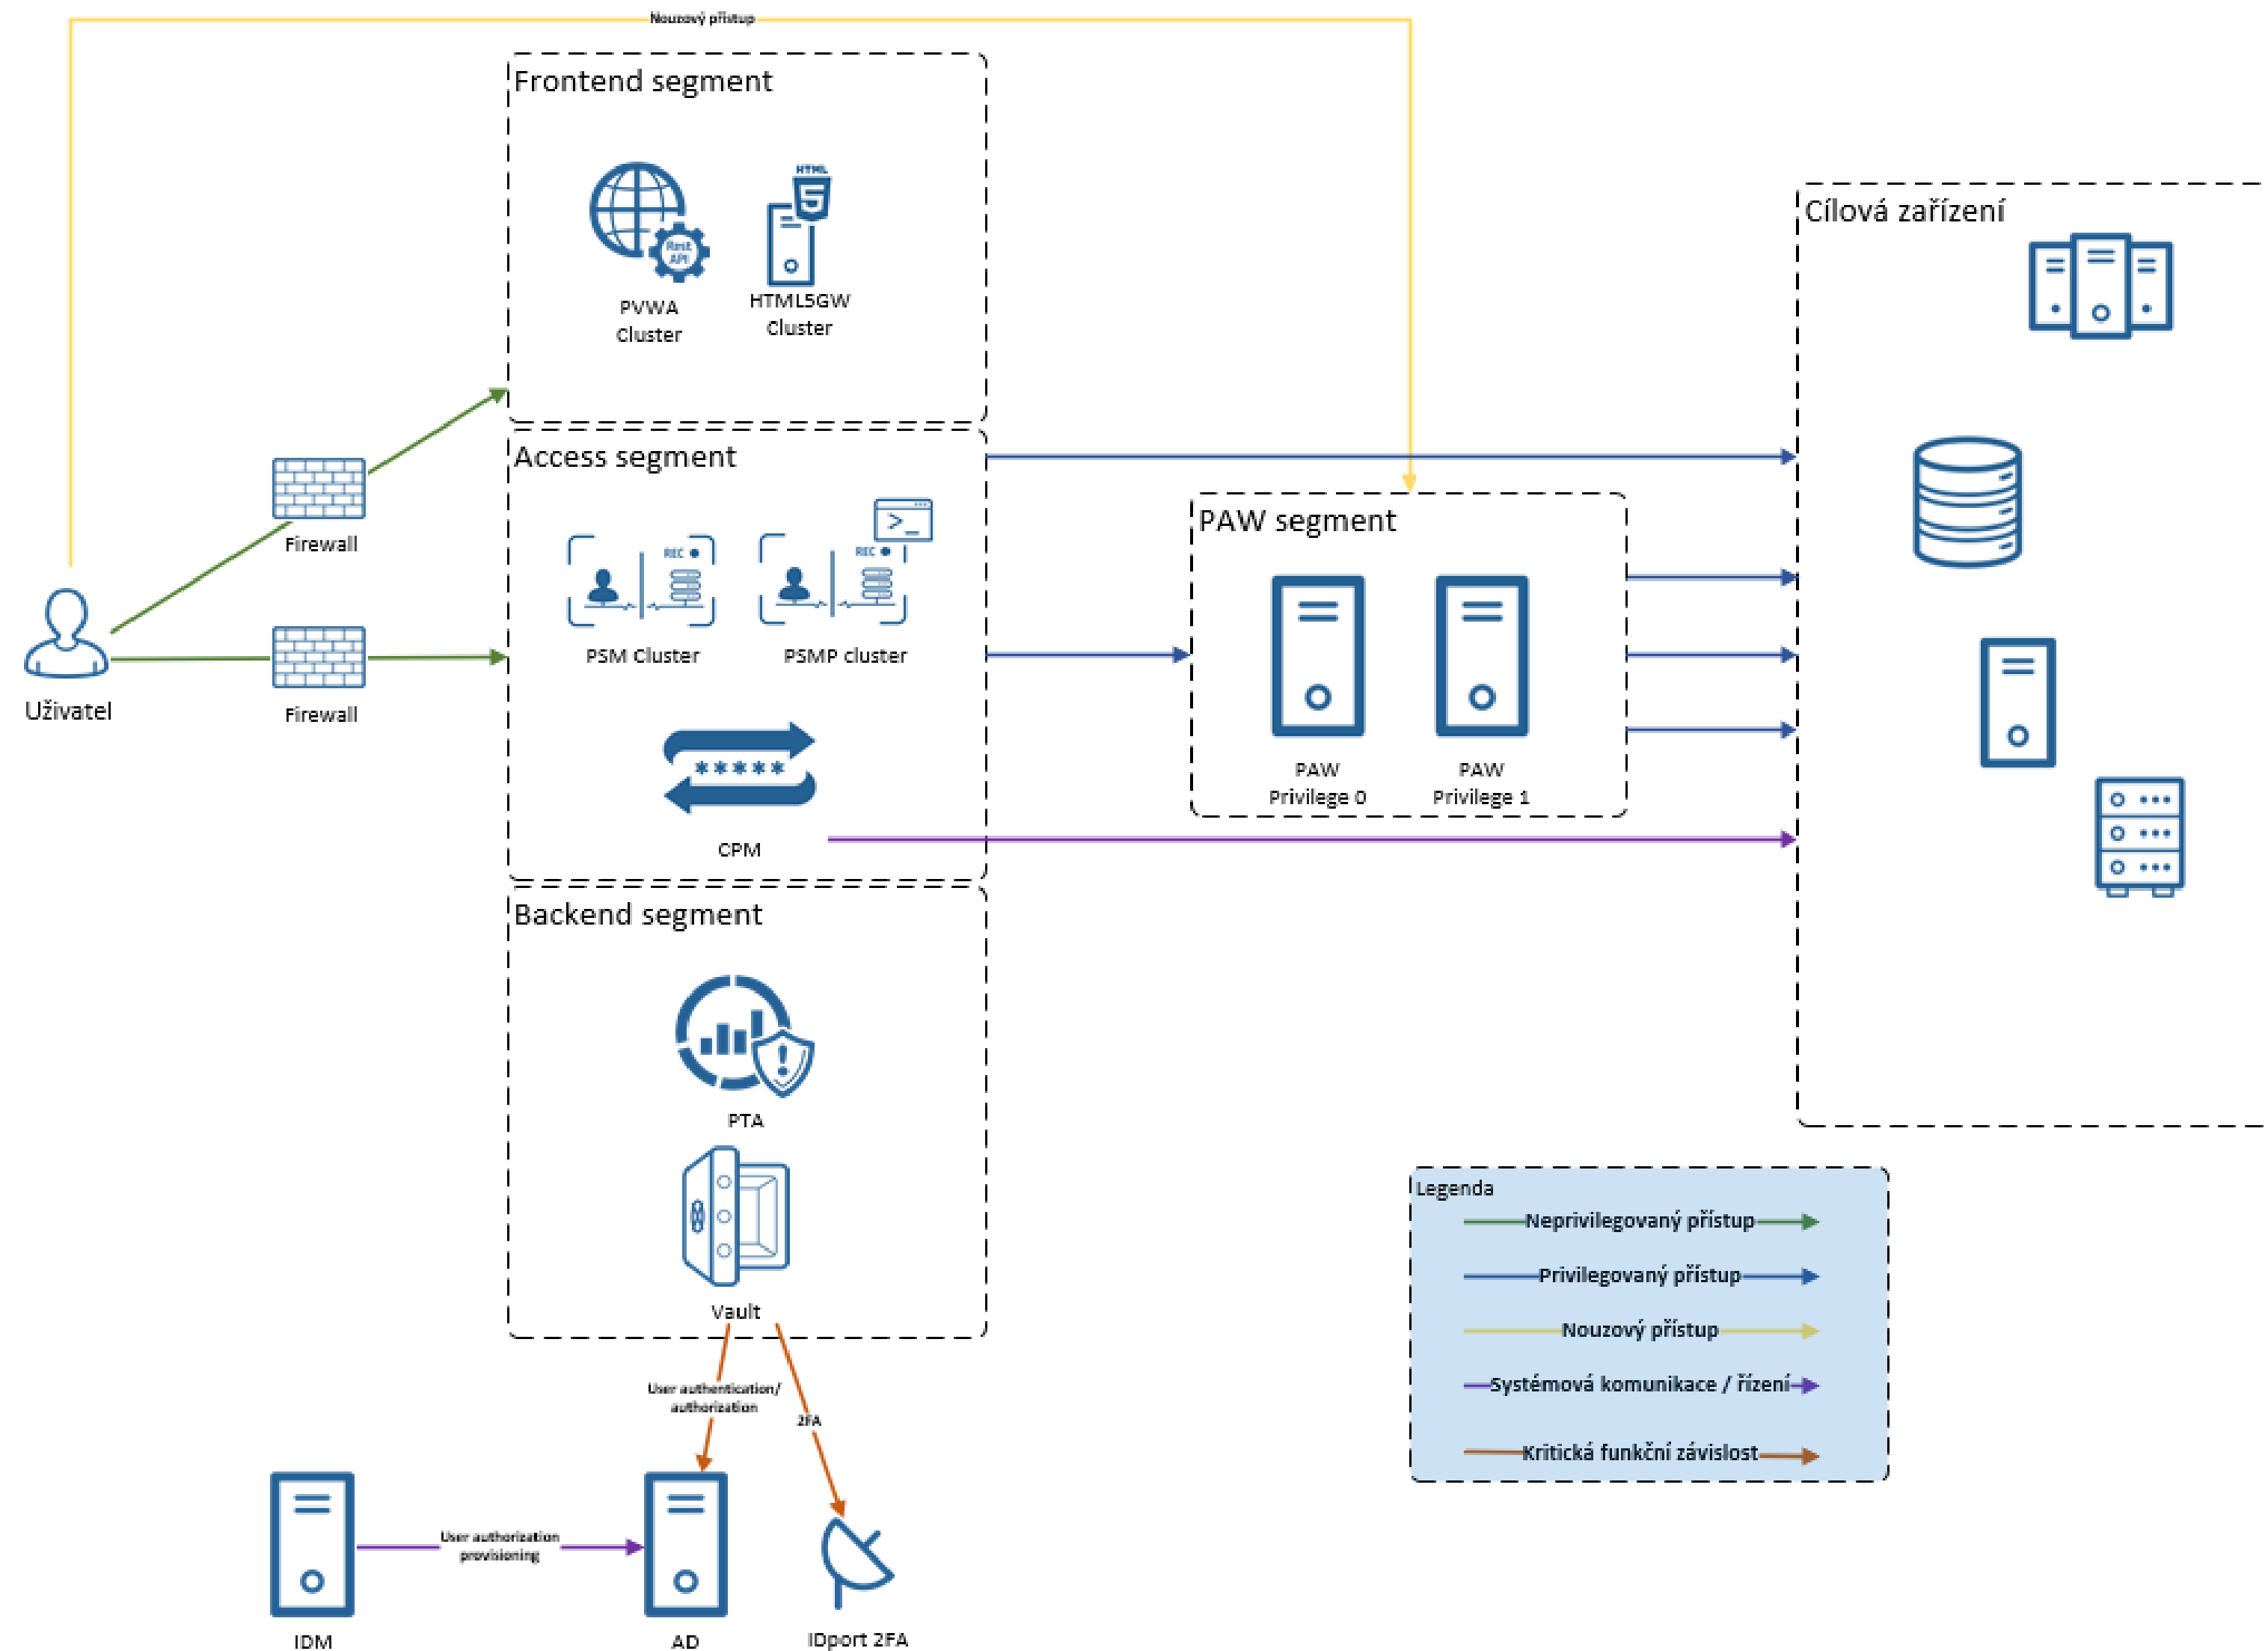 Nouzový přístup
Frontend segment
HTML
5
Rest
API
PVWA
Cluster
HTML5GW
Cluster
Cílová zařízení
Access segment
Firewall
REC
REC
>_
PSM Cluster
PSMP cluster
Uživatel
Firewall
*****
CPM
PAW segment
PAW
Privilege 0
PAW
Privilege 1
Backend segment
PTA
Vault
User authentication/
authorization
2FA
User authorization
provisioning
IDM
AD
IDport 2FA
Legenda
Neprivilegovaný přístup
Privilegovaný přístup
Nouzový přístup
Systémová komunikace / řízení
Kritická funkční závislost